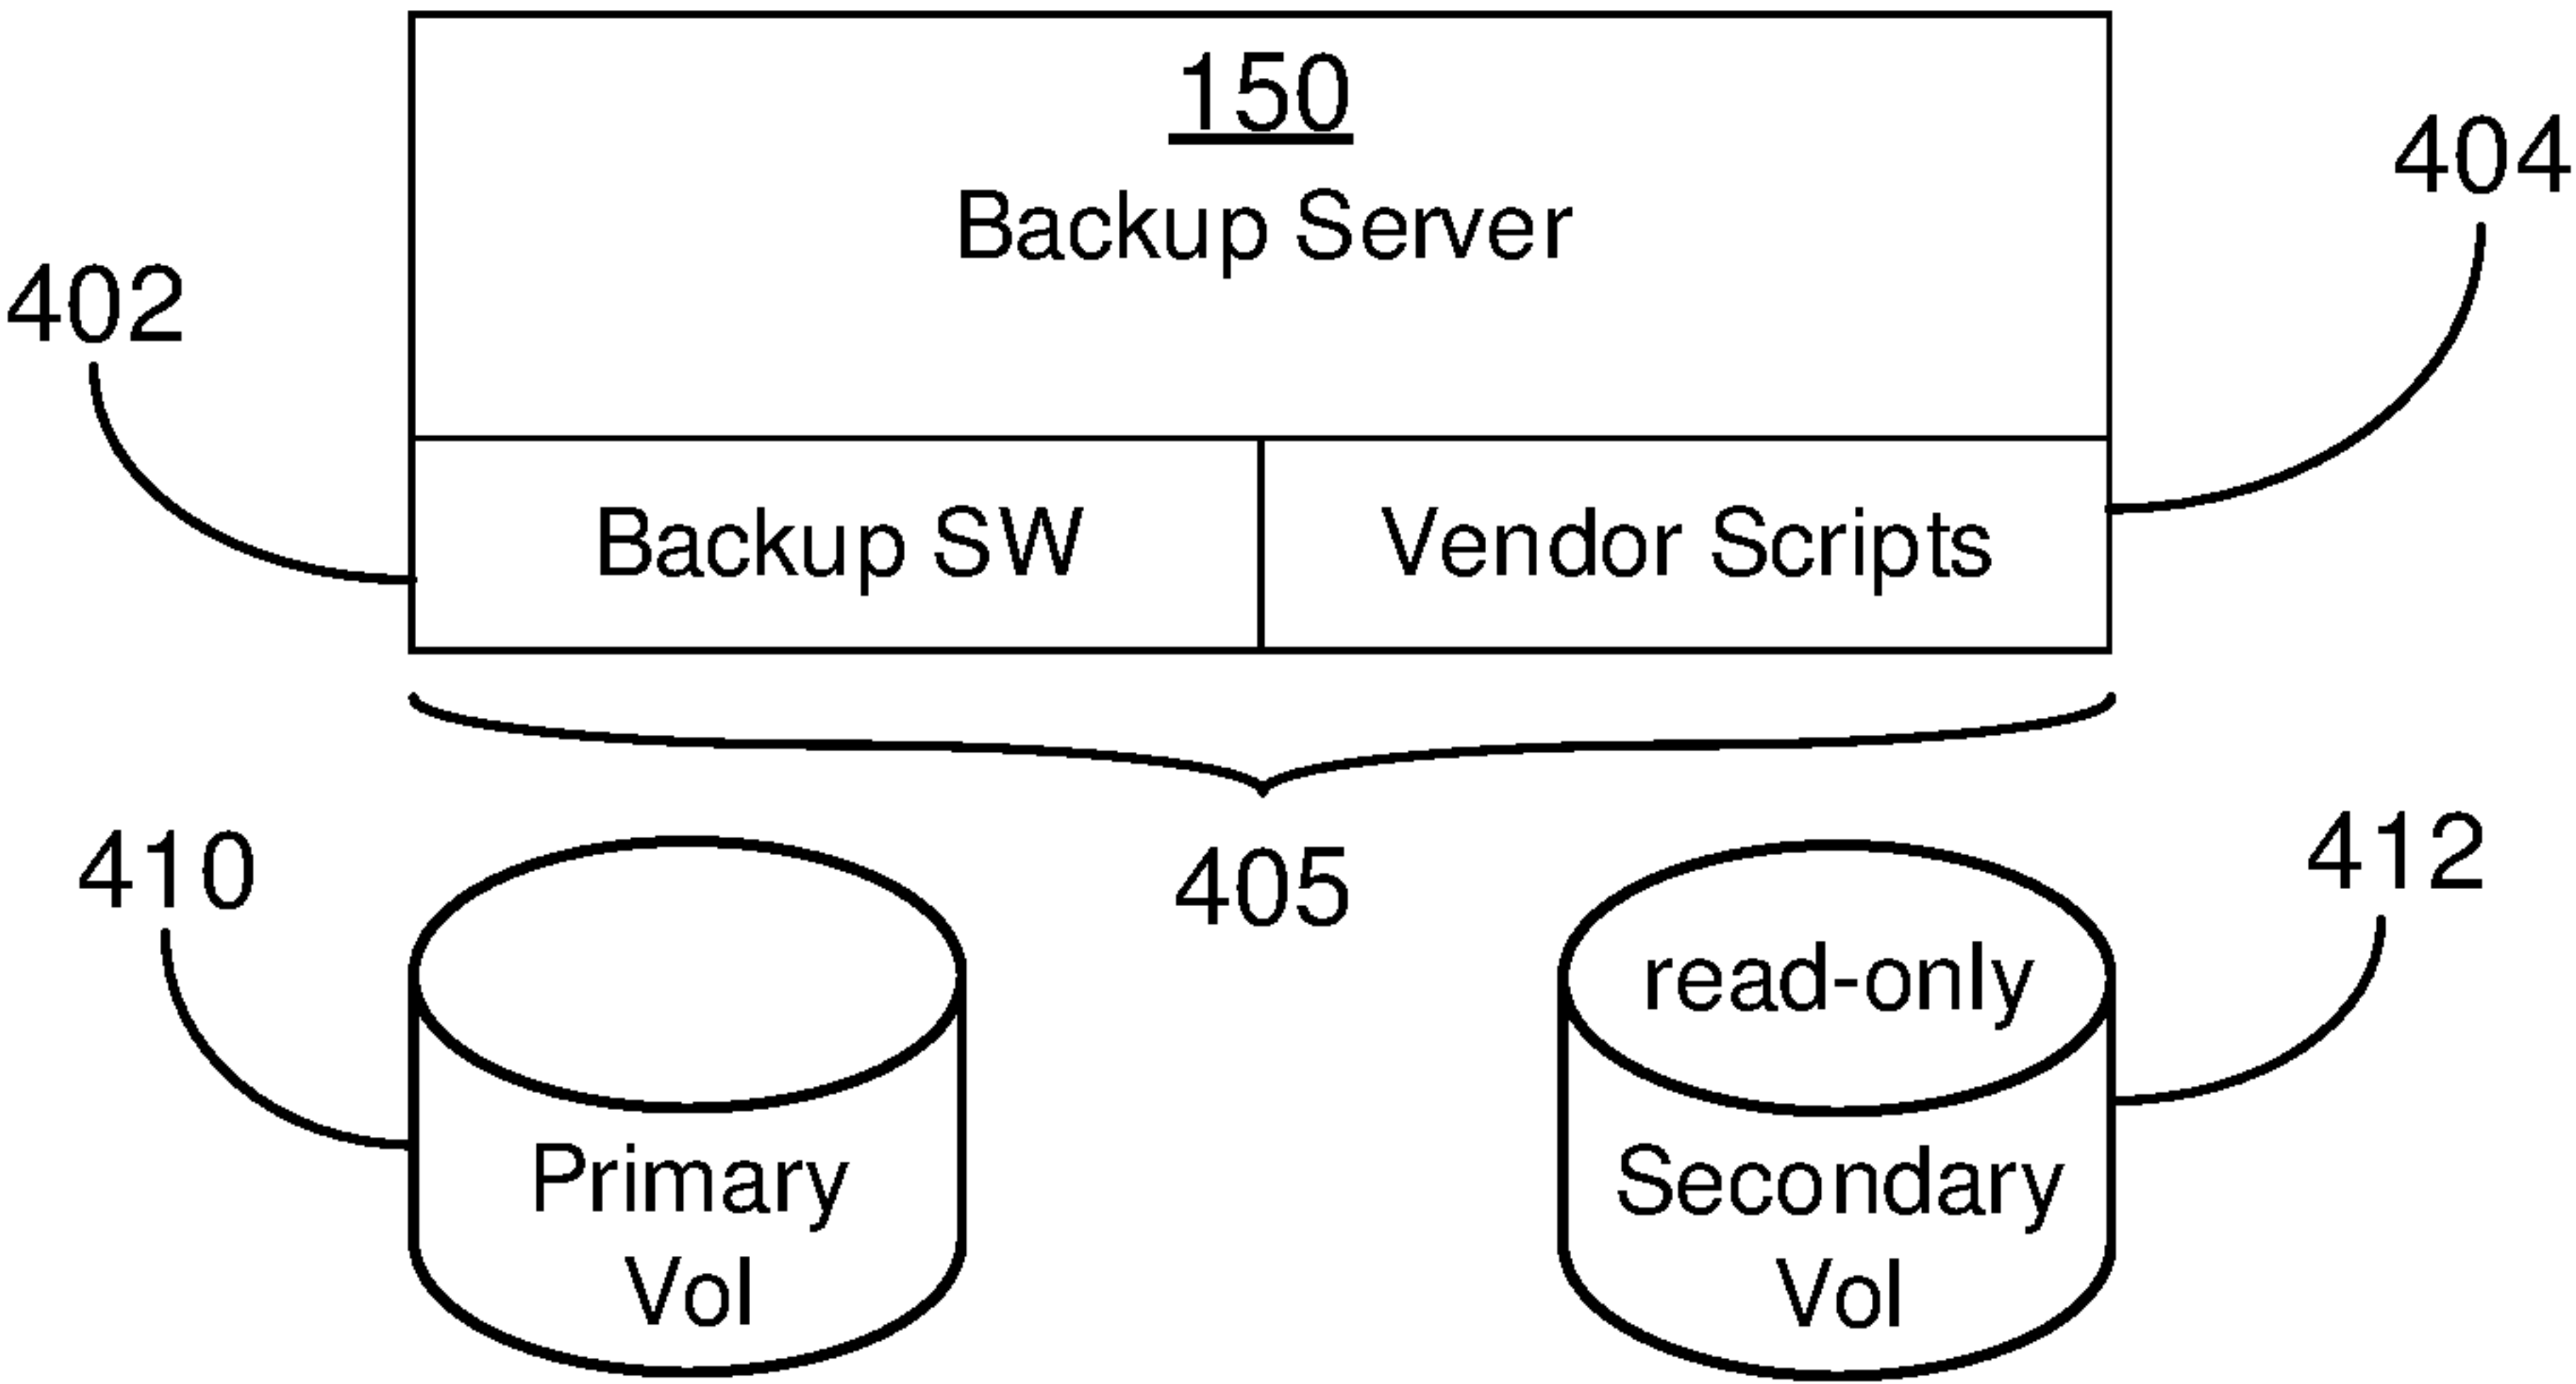 150
Backup Server
404
402
Backup SW
Vendor Scripts
410
405
412
read-only
Primary
Vol
Secondary
Vol